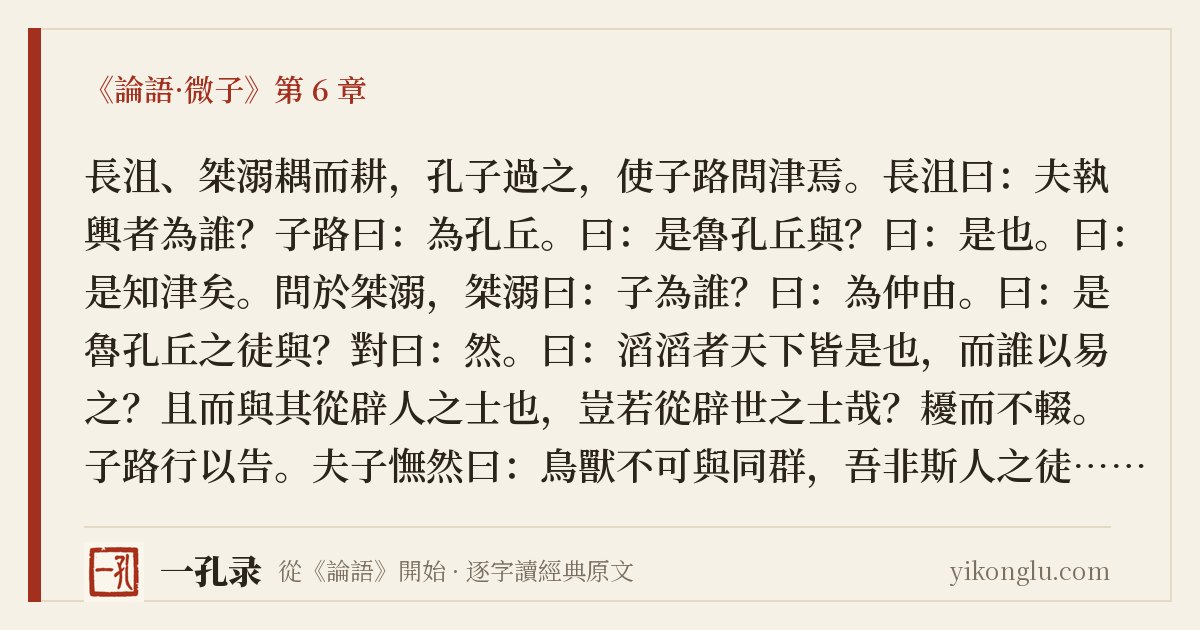 《論語·微子》第 6 章
長沮、桀溺耦而耕，孔子過之，使子路問津焉。長沮曰：夫執
輿者為誰？子路曰：為孔丘。曰：是魯孔丘與？曰：是也。曰：
是知津矣。問於桀溺，桀溺曰：子為誰？曰：為仲由。曰：是
魯孔丘之徒與？對曰：然。曰：滔滔者天下皆是也，而誰以易
之？且而與其從辟人之士也，豈若從辟世之士哉？耰而不輟。
子路行以告。夫子憮然曰：鳥獸不可與同群，吾非斯人之徒……
一孔
一孔录 從《論語》開始 · 逐字讀經典原文
yikonglu.com